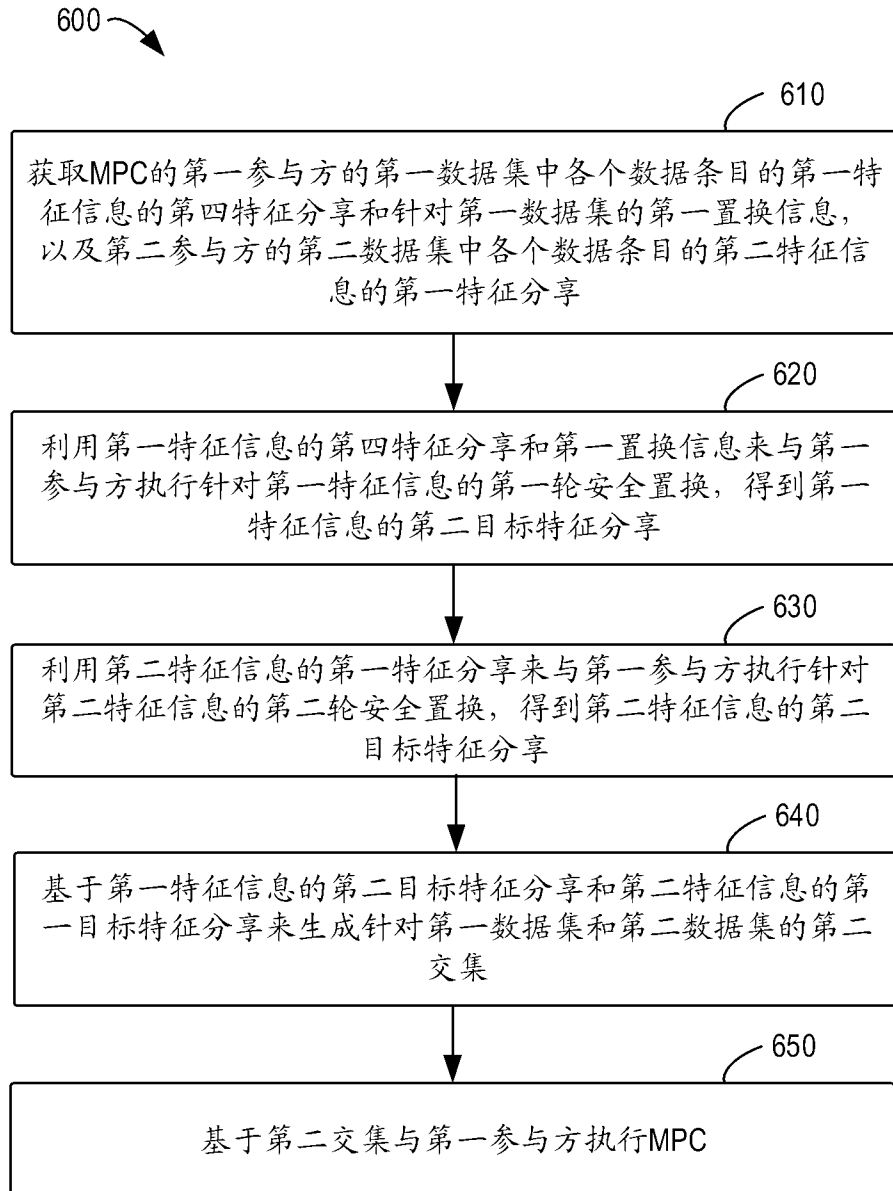 600
610
获取MPC的第一参与方的第一数据集中各个数据条目的第一特
征信息的第四特征分享和针对第一数据集的第一置换信息,
以及第二参与方的第二数据集中各个数据条目的第二特征信
息的第一特征分享
620
利用第一特征信息的第四特征分享和第一置换信息来与第一
参与方执行针对第一特征信息的第一轮安全置换，得到第一
特征信息的第二目标特征分享
630
利用第二特征信息的第一特征分享来与第一参与方执行针对
第二特征信息的第二轮安全置换，得到第二特征信息的第二
目标特征分享
640
基于第一特征信息的第二目标特征分享和第二特征信息的第
一目标特征分享来生成针对第一数据集和第二数据集的第二
交集
650
基于第二交集与第一参与方执行MPC